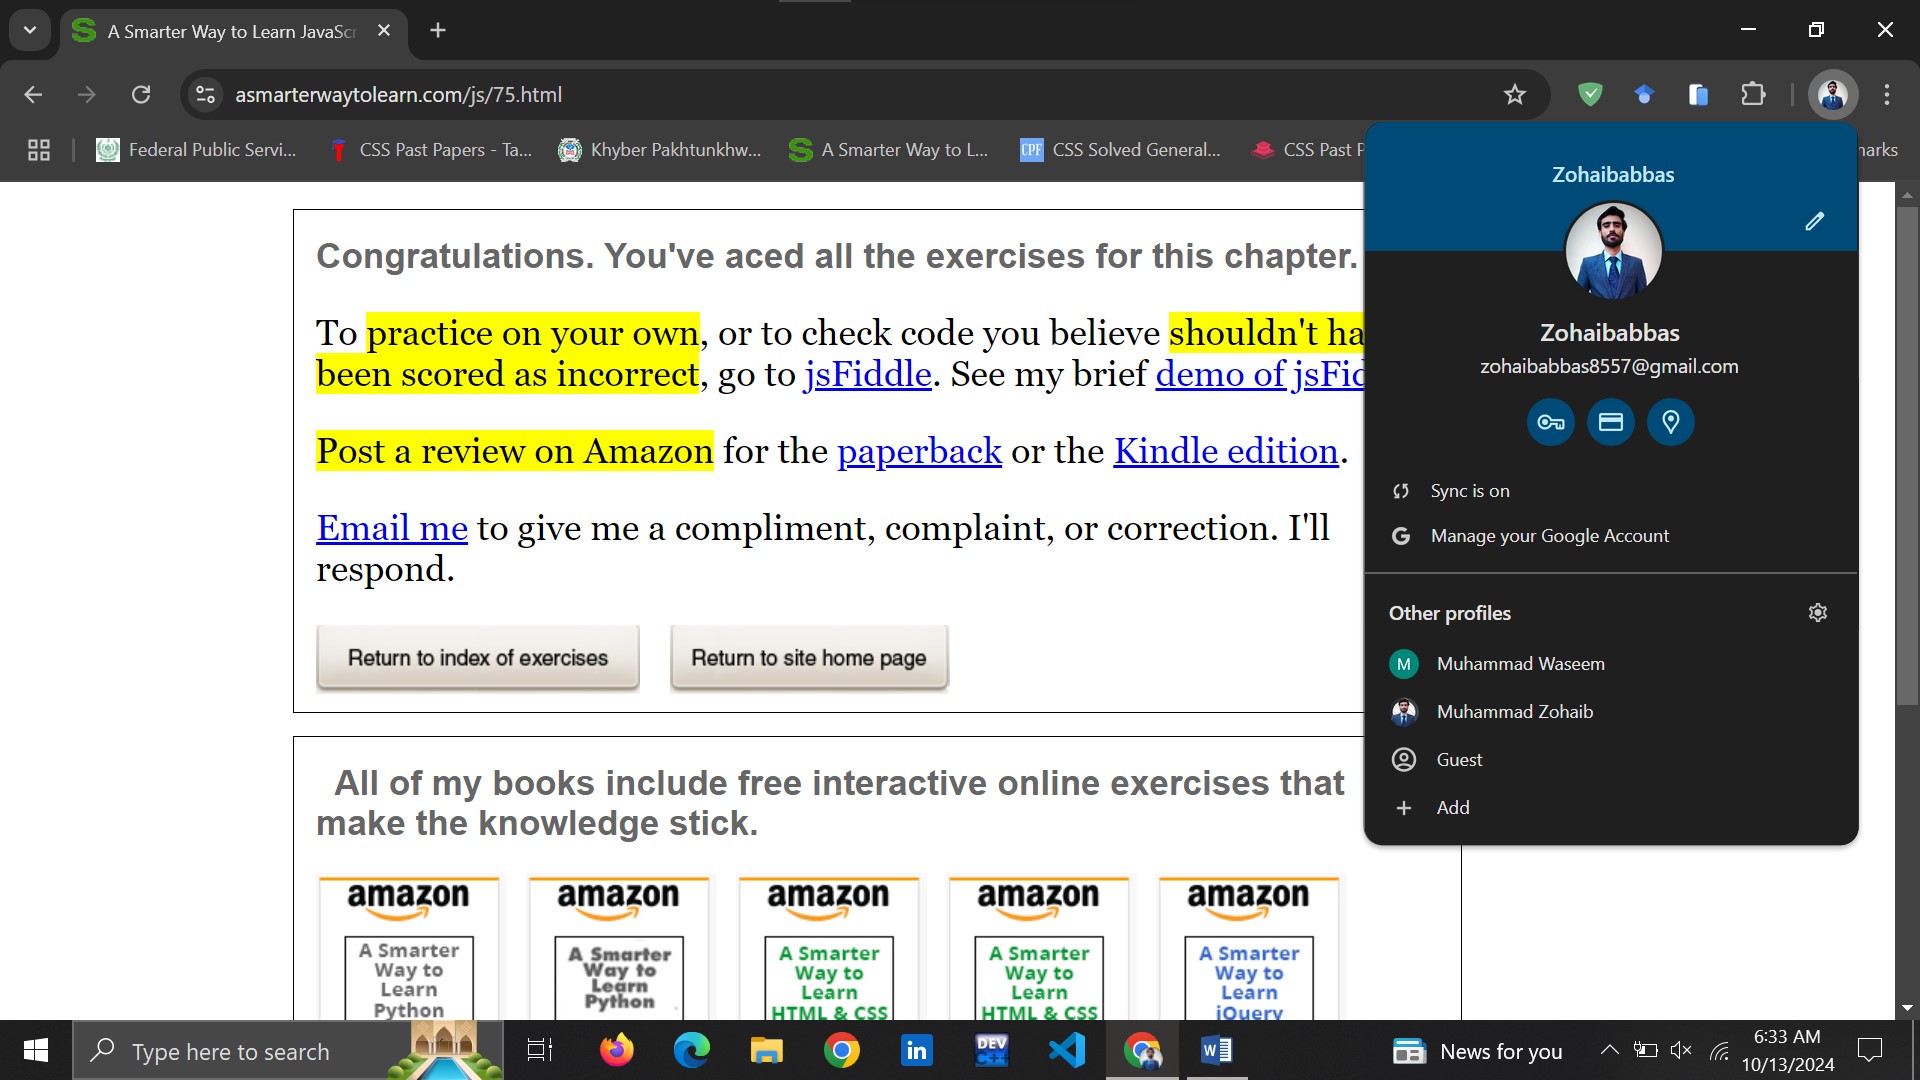 A Smarter Way to Learn JavaScr
asmarterwaytolearn.com/js/75.html
Federal Public Servi...
CSS Past Papers - Ta...
Khyber Pakhtunkhw...
A Smarter Way to L...
CPF
CSS Solved General...
CSS Past P
narks
Congratulations. You've aced all the exercises for this chapter.
To practice on your own, or to check code you believe shouldn't ha
been scored as incorrect, go to jsFiddle. See my brief demo of jsFid
Post a review on Amazon for the paperback or the Kindle edition.
Email me to give me a compliment, complaint, or correction. I'll
respond.
Return to index of exercises
Return to site home page
All of my books include free interactive online exercises that
make the knowledge stick.
amazon
A Smarter
Way to
Learn
Python
amazon
A Smarter
Way to
Learn
Python
amazon
A Smarter
Way to
Learn
HTML & CSS
amazon
A Smarter
Way to
Learn
HTML & CSS
amazon
A Smarter
Way to
Learn
jQuery
Zohaibabbas
Zohaibabbas
zohaibabbas8557@gmail.com
Sync is on
Manage your Google Account
Other profiles
M
Muhammad Waseem
Muhammad Zohaib
Guest
Add
Type here to search
in
DEV
C++
W
News for you
6:33 AM
10/13/2024